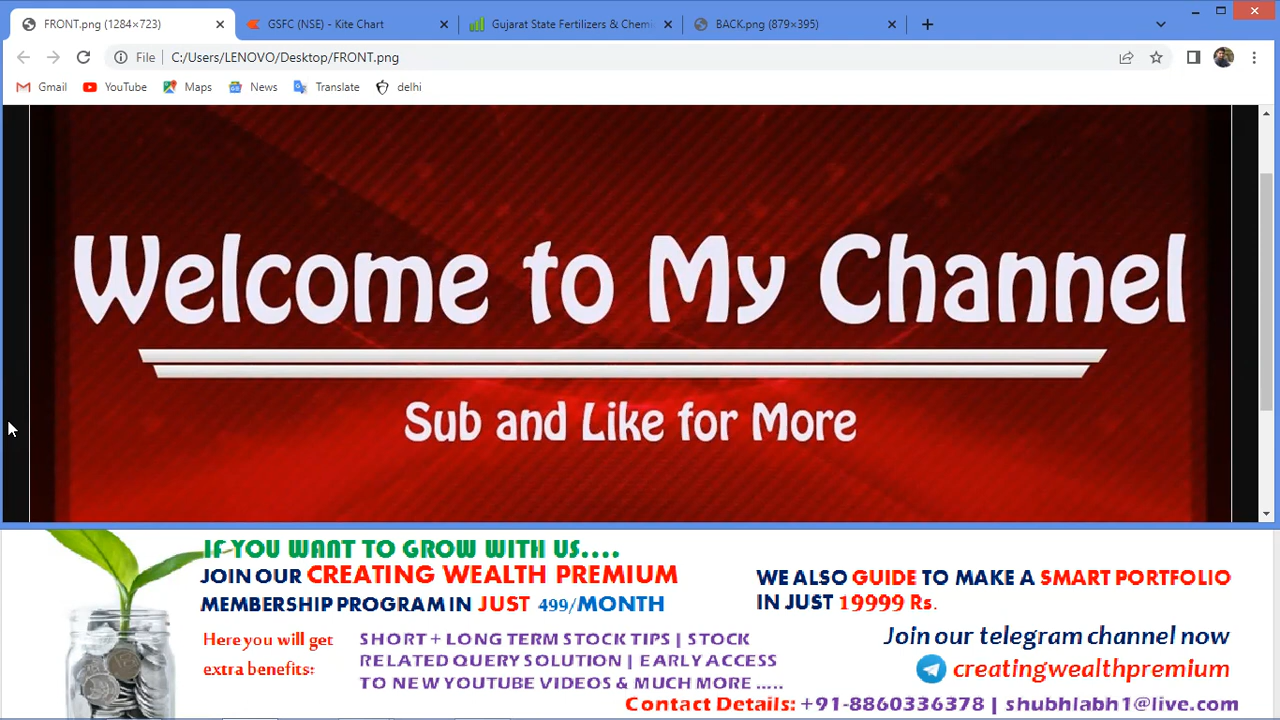 FRONT.png (1284×723)
GSFC (NSE) - Kite Chart
Gujarat State Fertilizers & Chemi
BACK.png (879×395)
File
C:/Users/LENOVO/Desktop/FRONT.png
Gmail
YouTube
Maps
News
Translate
delhi
Welcome to My Channel
Sub and Like for More
IF YOU WANT TO GROW WITH US....
JOIN OUR CREATING WEALTH PREMIUM
MEMBERSHIP PROGRAM IN JUST 499/MONTH
Here you will get
extra benefits:
SHORT + LONG TERM STOCK TIPS | STOCK
RELATED QUERY SOLUTION | EARLY ACCESS
TO NEW YOUTUBE VIDEOS & MUCH MORE .....
WE ALSO GUIDE TO MAKE A SMART PORTFOLIO
IN JUST 19999 Rs.
Join our telegram channel now
creatingwealthpremium
Contact Details: +91-8860336378 | shubhlabh1@live.com